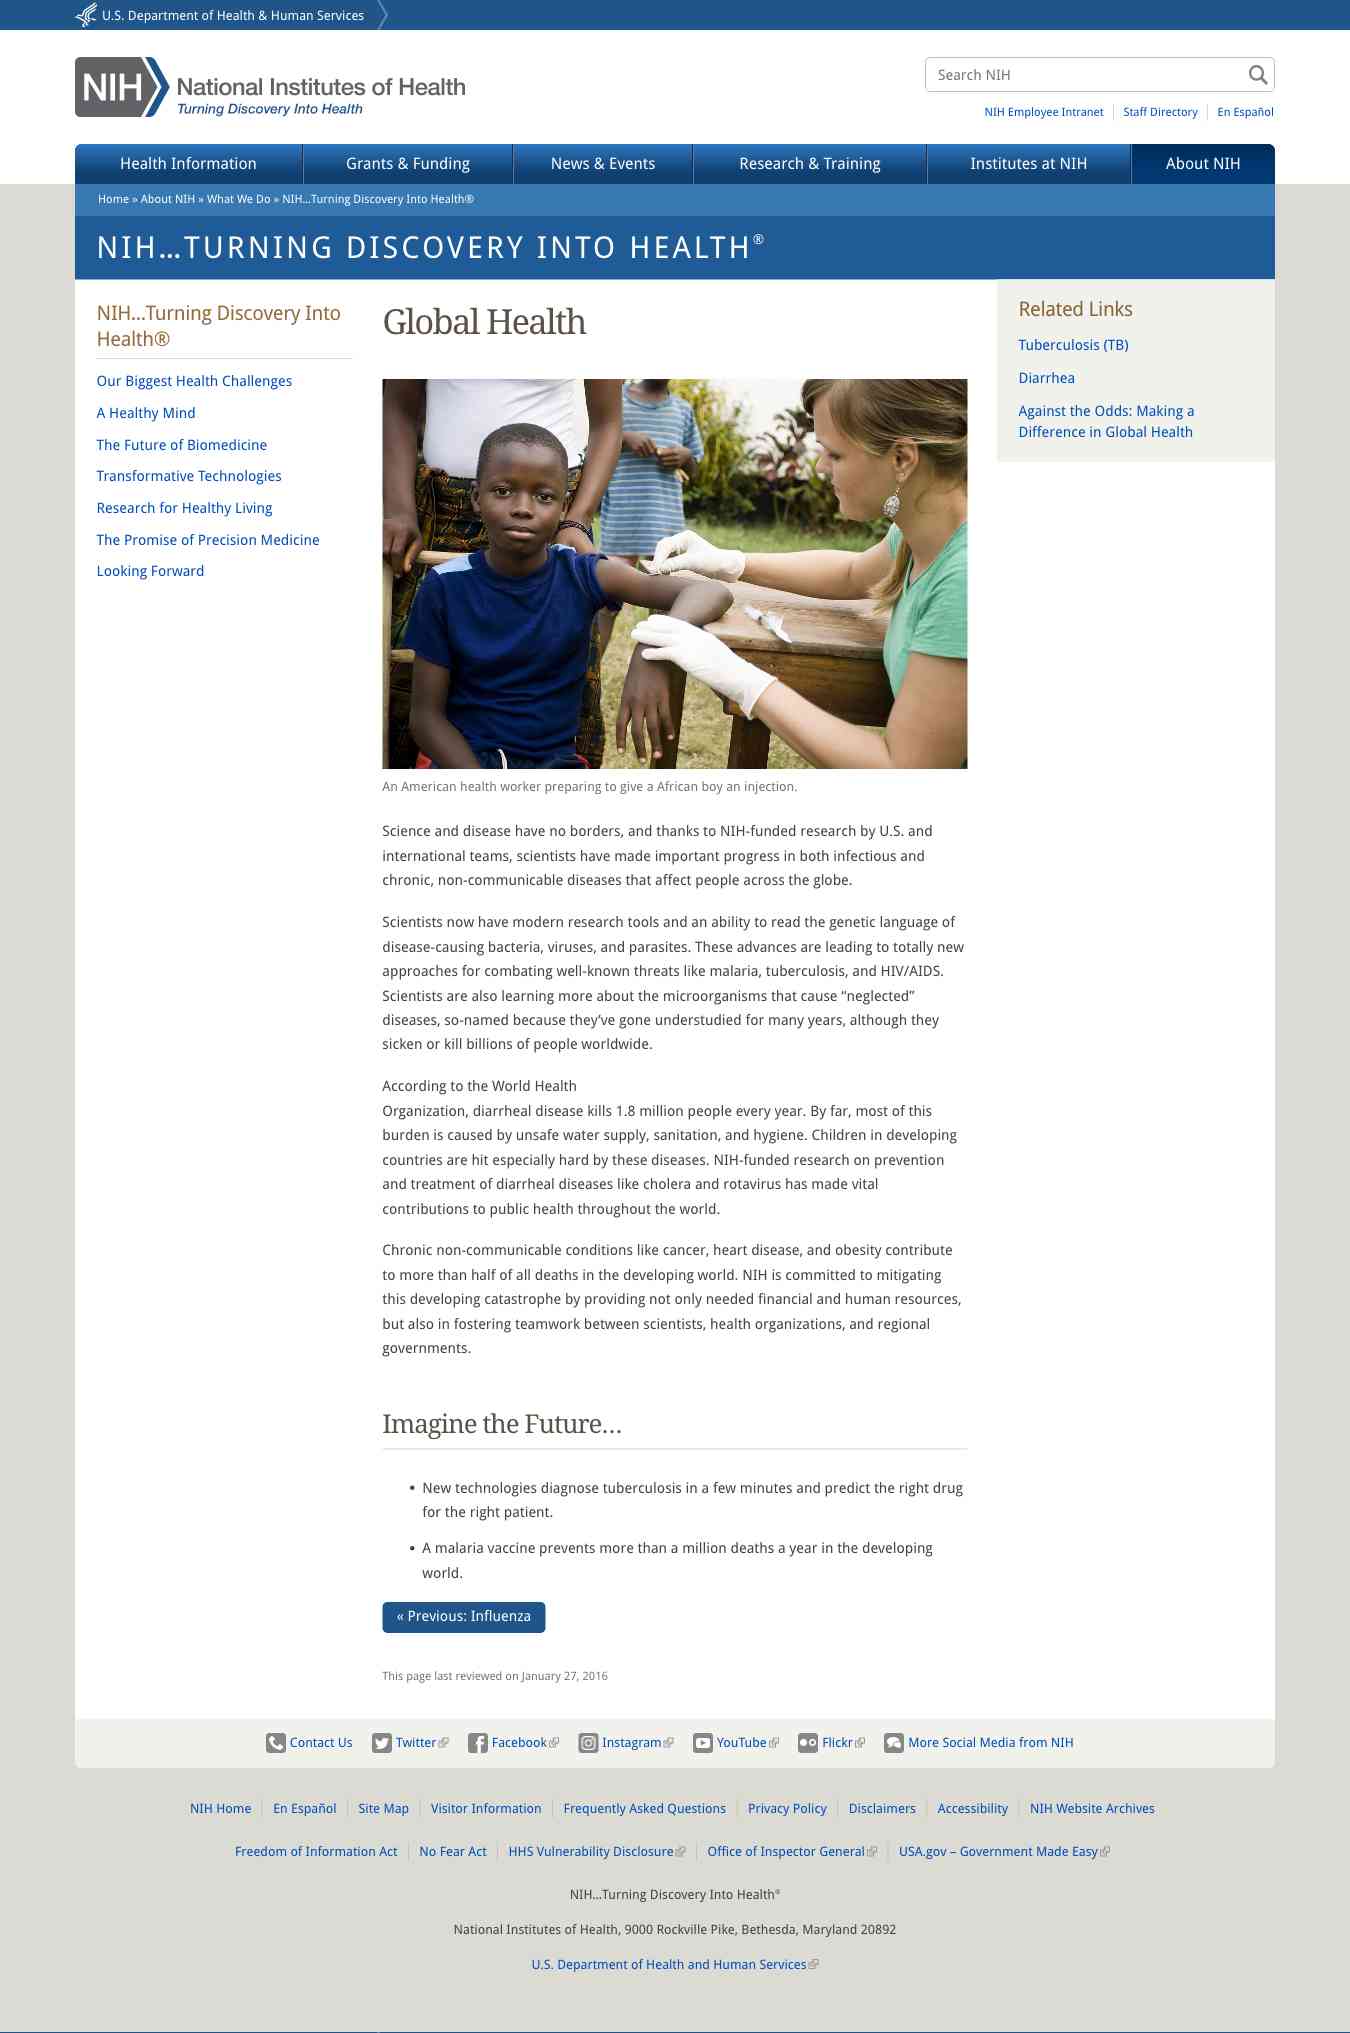 U.S. Department of Health & Human Services
NIH
National Institutes of Health
Turning Discovery Into Health
Search NIH
NIH Employee Intranet
Staff Directory
En Español
Health Information
Grants & Funding
News & Events
Research & Training
Institutes at NIH
About NIH
Home » About NIH » What We Do » NIH…Turning Discovery Into Health®
NIH…TURNING DISCOVERY INTO HEALTH®
NIH…Turning Discovery Into
Health®
Our Biggest Health Challenges
A Healthy Mind
The Future of Biomedicine
Transformative Technologies
Research for Healthy Living
The Promise of Precision Medicine
Looking Forward
Global Health
An American health worker preparing to give a African boy an injection.
Science and disease have no borders, and thanks to NIH-funded research by U.S. and
international teams, scientists have made important progress in both infectious and
chronic, non-communicable diseases that affect people across the globe.
Scientists now have modern research tools and an ability to read the genetic language of
disease-causing bacteria, viruses, and parasites. These advances are leading to totally new
approaches for combating well-known threats like malaria, tuberculosis, and HIV/AIDS.
Scientists are also learning more about the microorganisms that cause “neglected”
diseases, so-named because they’ve gone understudied for many years, although they
sicken or kill billions of people worldwide.
According to the World Health
Organization, diarrheal disease kills 1.8 million people every year. By far, most of this
burden is caused by unsafe water supply, sanitation, and hygiene. Children in developing
countries are hit especially hard by these diseases. NIH-funded research on prevention
and treatment of diarrheal diseases like cholera and rotavirus has made vital
contributions to public health throughout the world.
Chronic non-communicable conditions like cancer, heart disease, and obesity contribute
to more than half of all deaths in the developing world. NIH is committed to mitigating
this developing catastrophe by providing not only needed financial and human resources,
but also in fostering teamwork between scientists, health organizations, and regional
governments.
Imagine the Future…
• New technologies diagnose tuberculosis in a few minutes and predict the right drug
for the right patient.
• A malaria vaccine prevents more than a million deaths a year in the developing
world.
« Previous: Influenza
This page last reviewed on January 27, 2016
Related Links
Tuberculosis (TB)
Diarrhea
Against the Odds: Making a
Difference in Global Health
Contact Us
Twitter
Facebook
Instagram
YouTube
Flickr
More Social Media from NIH
NIH Home
En Español
Site Map
Visitor Information
Frequently Asked Questions
Privacy Policy
Disclaimers
Accessibility
NIH Website Archives
Freedom of Information Act
No Fear Act
HHS Vulnerability Disclosure
Office of Inspector General
USA.gov – Government Made Easy
NIH…Turning Discovery Into Health®
National Institutes of Health, 9000 Rockville Pike, Bethesda, Maryland 20892
U.S. Department of Health and Human Services